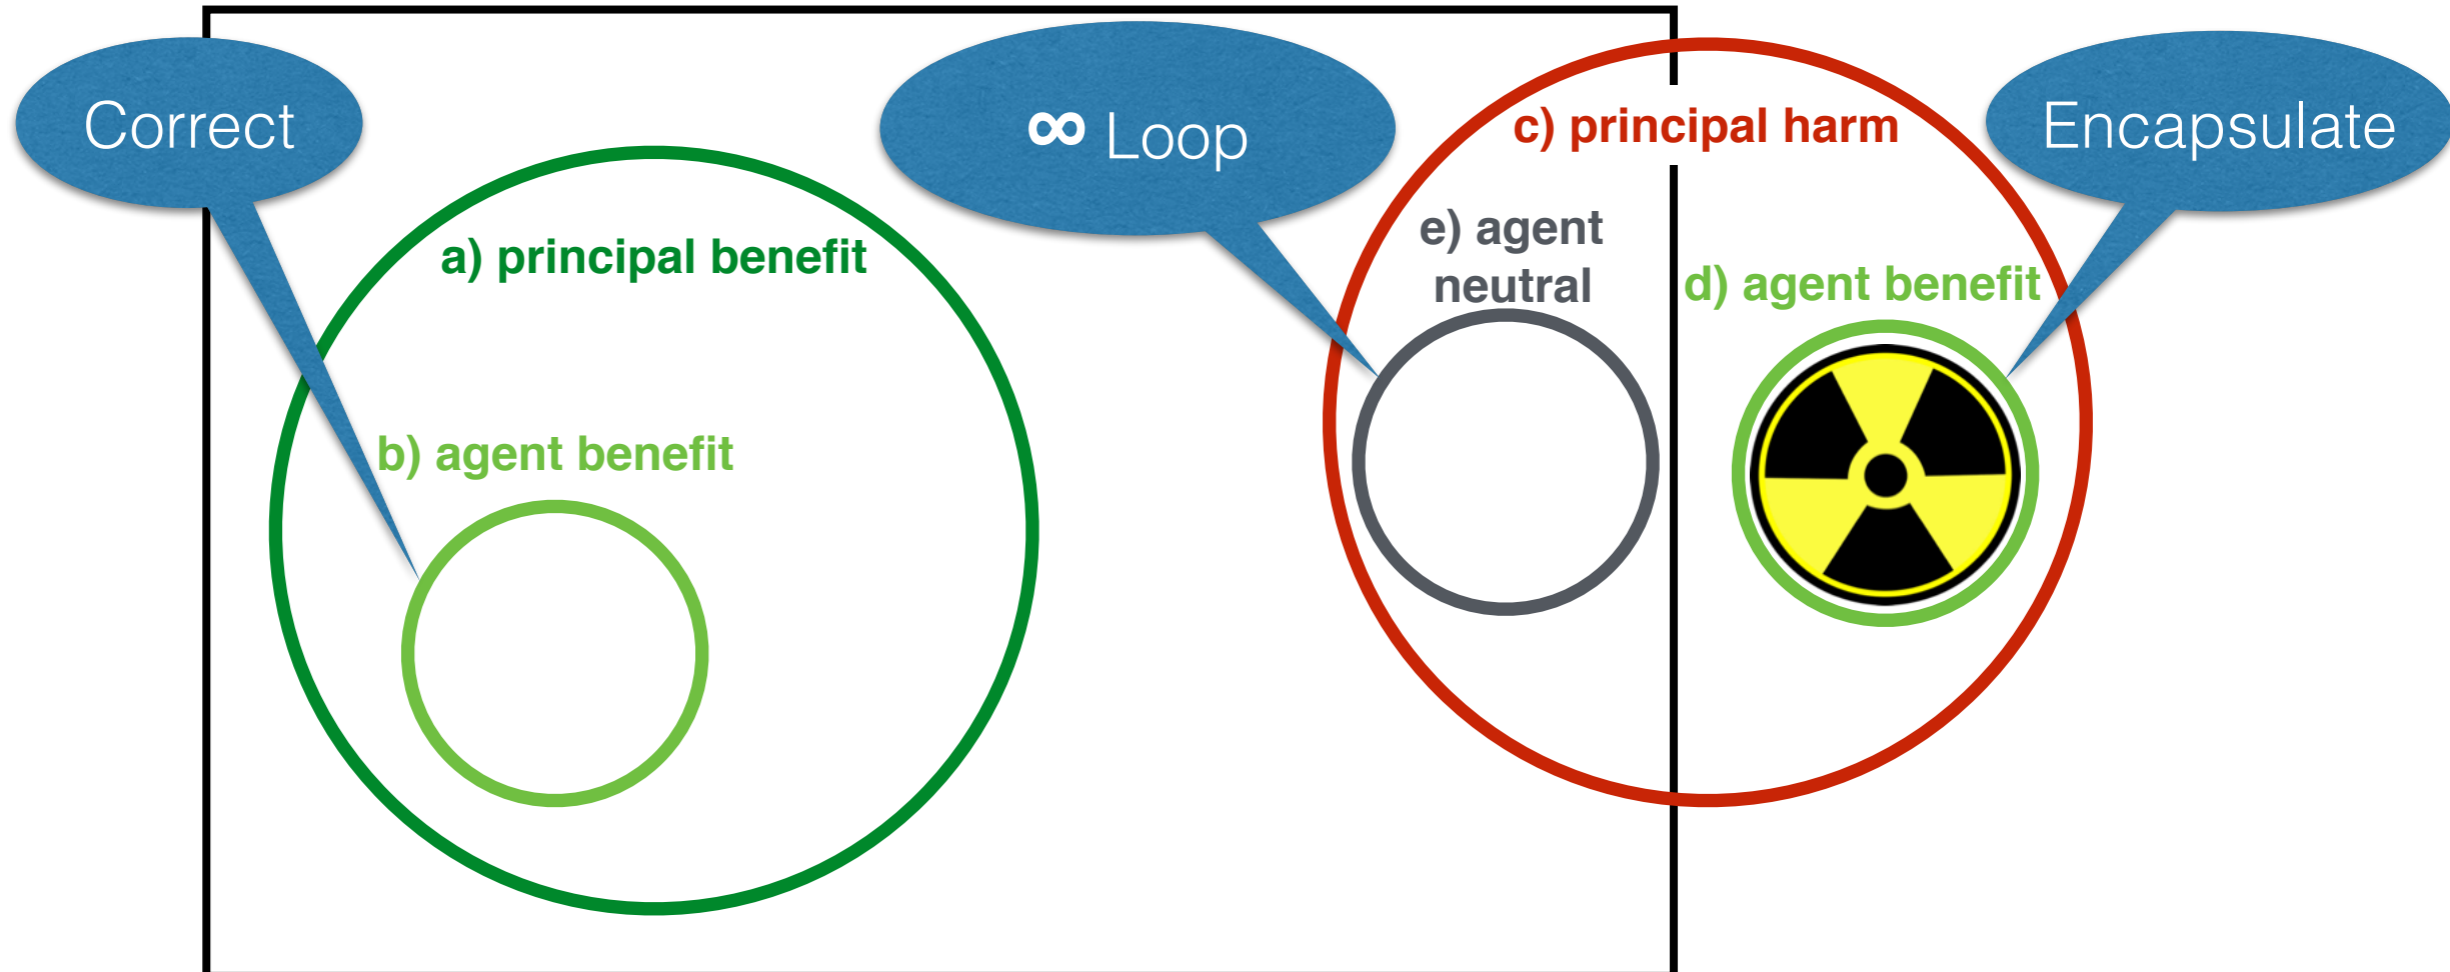 Correct
∞ Loop
Encapsulate
c) principal harm
a) principal benefit
e) agent
neutral
d) agent benefit
b) agent benefit